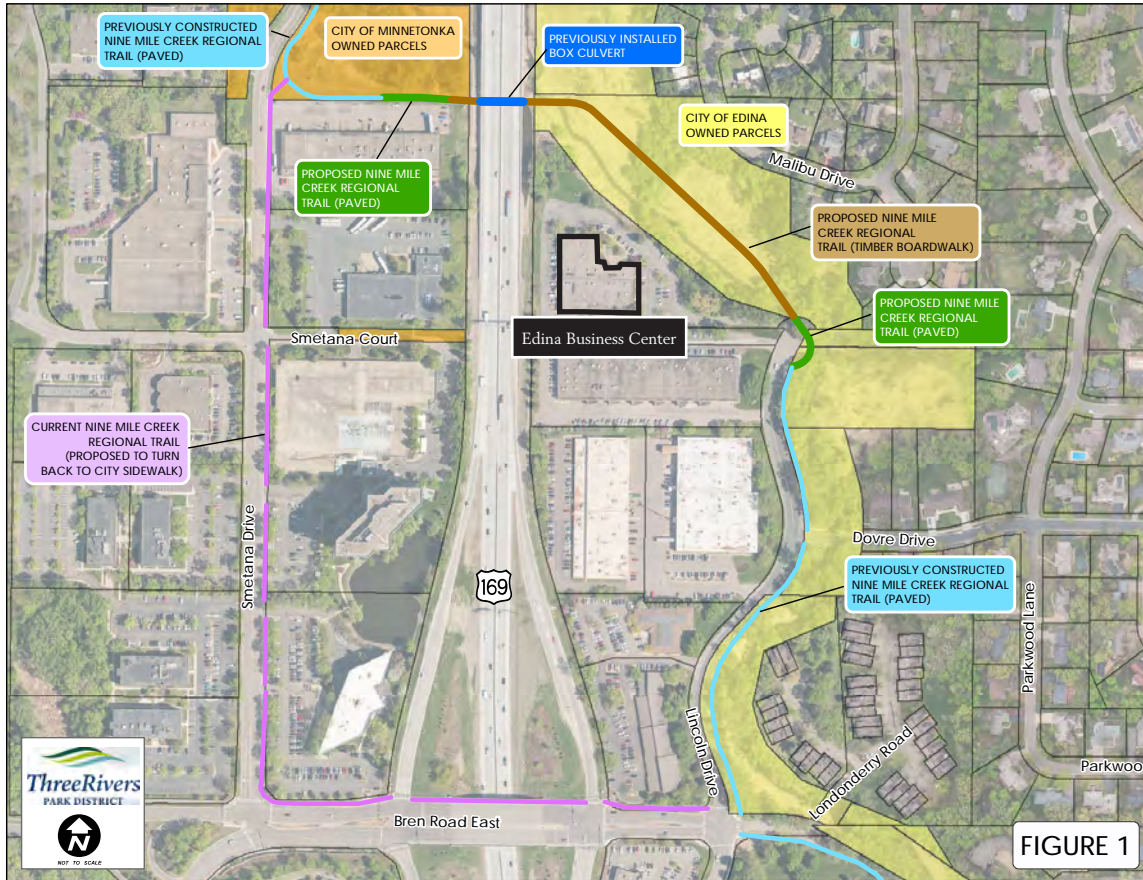 PREVIOUSLY CONSTRUCTED
NINE MILE CREEK REGIONAL
TRAIL (PAVED)
CITY OF MINNETONKA
OWNED PARCELS
PREVIOUSLY INSTALLED
BOX CULVERT
CITY OF EDINA
OWNED PARCELS
Malibu Drive
PROPOSED NINE MILE
CREEK REGIONAL
TRAIL (PAVED)
PROPOSED NINE MILE
CREEK REGIONAL
TRAIL (TIMBER BOARDWALK)
PROPOSED NINE MILE
CREEK REGIONAL
TRAIL (PAVED)
Smetana Court
Edina Business Center
CURRENT NINE MILE CREEK
REGIONAL TRAIL
(PROPOSED TO TURN
BACK TO CITY SIDEWALK)
Smetana Drive
169
Dovre Drive
PREVIOUSLY CONSTRUCTED
NINE MILE CREEK REGIONAL
TRAIL (PAVED)
Parkwood Lane
Lincoln Drive
Londonderry Road
Parkwoo
Bren Road East
ThreeRivers
PARK DISTRICT
N
NOT TO SCALE
FIGURE 1